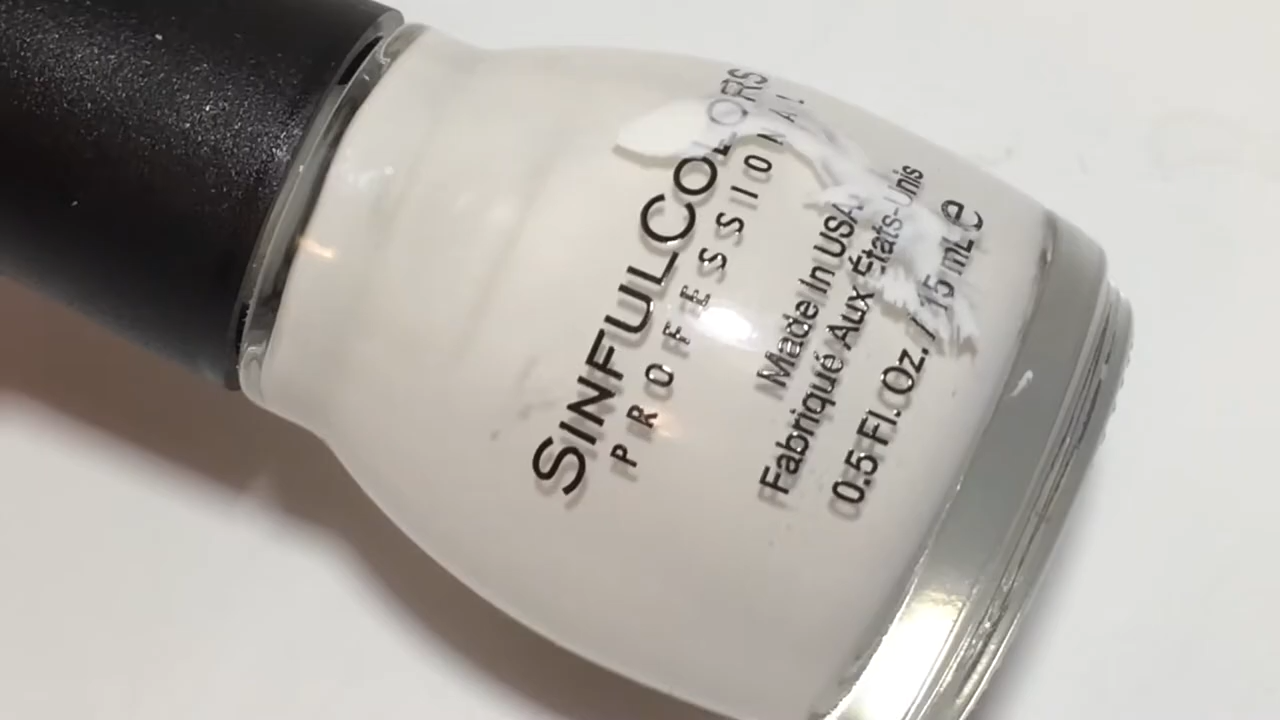 SINFULCOLORS
PROFESSIONAL
Made In USA
Fabriqué Aux États-Unis
0.5 Fl. Oz. / 15 mL e